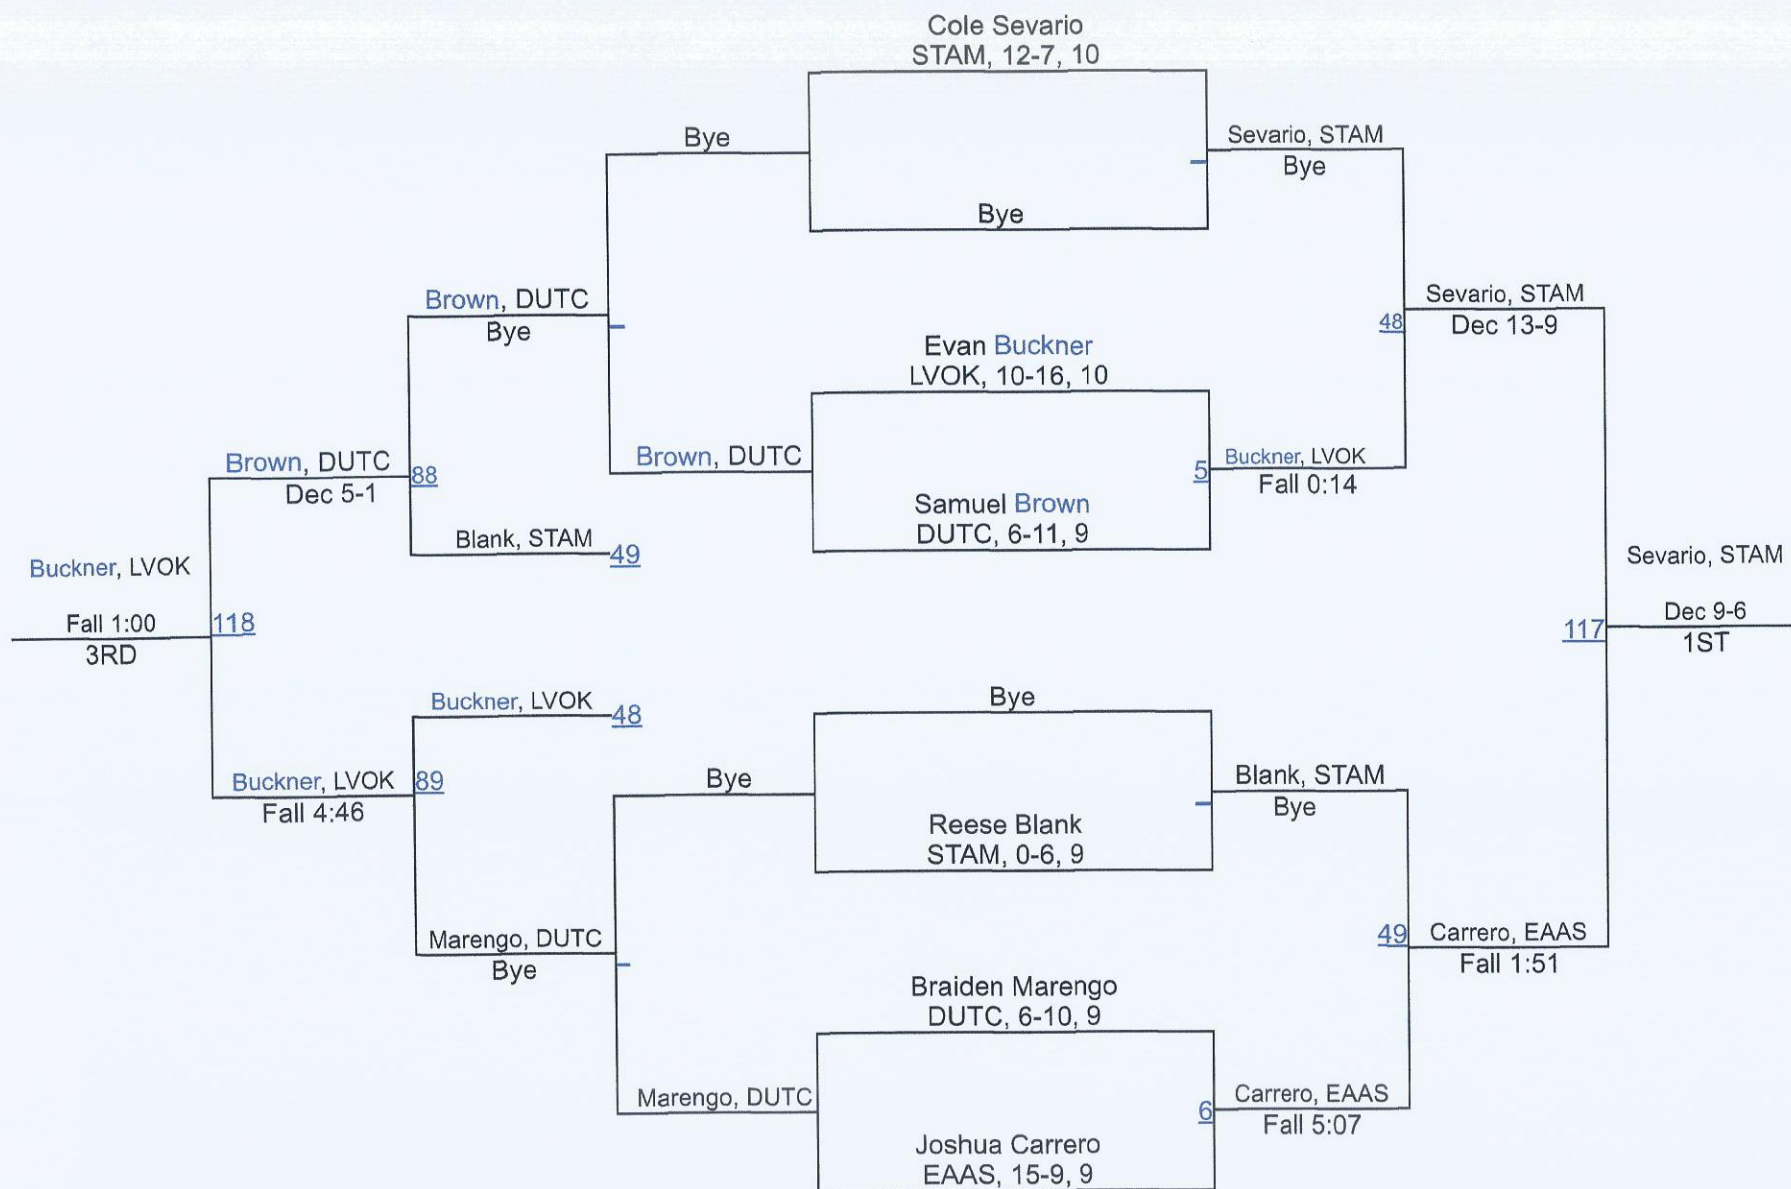 Cole Sevario
STAM, 12-7, 10
Bye
Sevario, STAM
Bye
Bye
Brown, DUTC
Bye
Sevario, STAM
Dec 13-9
48
Evan Buckner
LVOK, 10-16, 10
Brown, DUTC
Dec 5-1
88
Brown, DUTC
5
Buckner, LVOK
Fall 0:14
Samuel Brown
DUTC, 6-11, 9
Blank, STAM
49
Buckner, LVOK
Fall 1:00
3RD
118
Sevario, STAM
117
Dec 9-6
1ST
Buckner, LVOK
48
Bye
Buckner, LVOK
Fall 4:46
89
Bye
Blank, STAM
Bye
Reese Blank
STAM, 0-6, 9
Marengo, DUTC
Bye
49
Carrero, EAAS
Fall 1:51
Braiden Marengo
DUTC, 6-10, 9
Marengo, DUTC
6
Carrero, EAAS
Fall 5:07
Joshua Carrero
EAAS, 15-9, 9